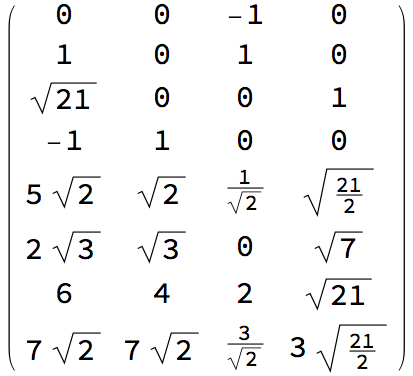 0 0 -1 0
1 0 1 0
√21 0 0 1
-1 1 0 0
5√2 √2 1/√2 √(21/2)
2√3 √3 0 √7
6 4 2 √21
7√2 7√2 3/√2 3√(21/2)